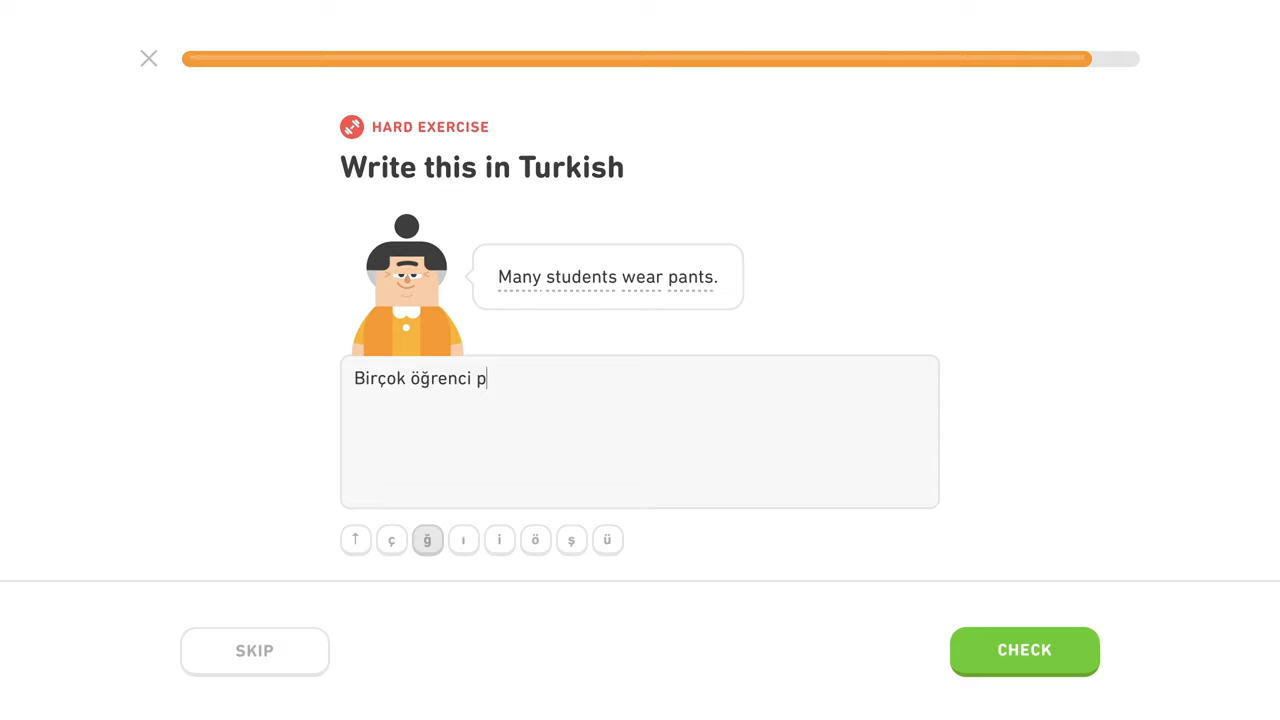 HARD EXERCISE
Write this in Turkish
Many students wear pants.
Birçok öğrenci p
↑ ç ğ ı i ö ş ü
SKIP
CHECK